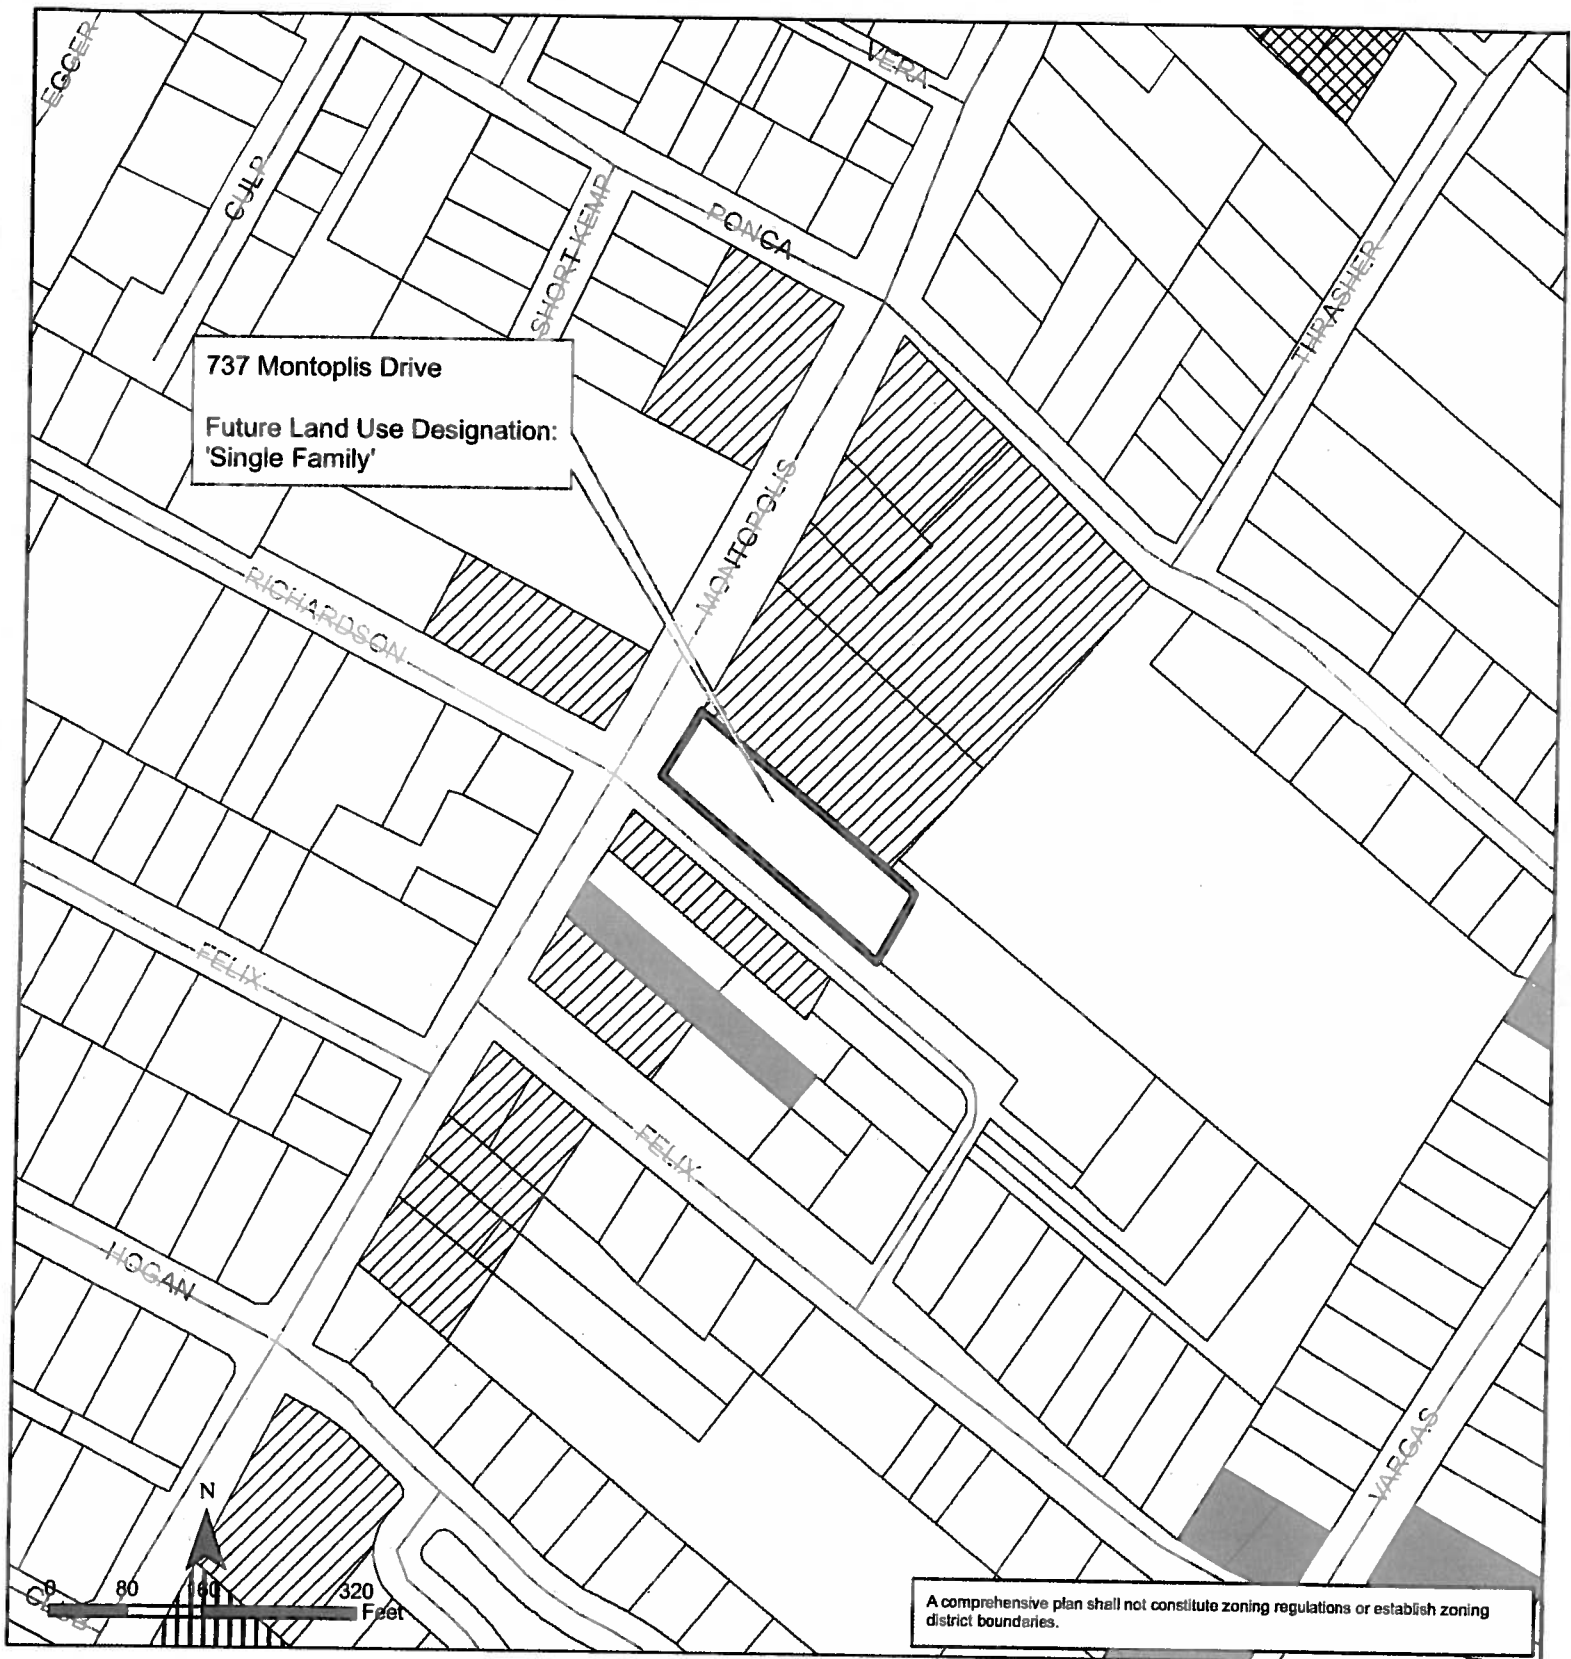 EGGER
VERA
CULP
SHORT KEMP
PONCA
THRASHER
737 Montoplis Drive
Future Land Use Designation:
'Single Family'
MONTOPOLIS
RICHARDSON
FELIX
FELIX
HOGAN
VARGAS
N
0 80 160 320
Feet
CLUB
A comprehensive plan shall not constitute zoning regulations or establish zoning
district boundaries.